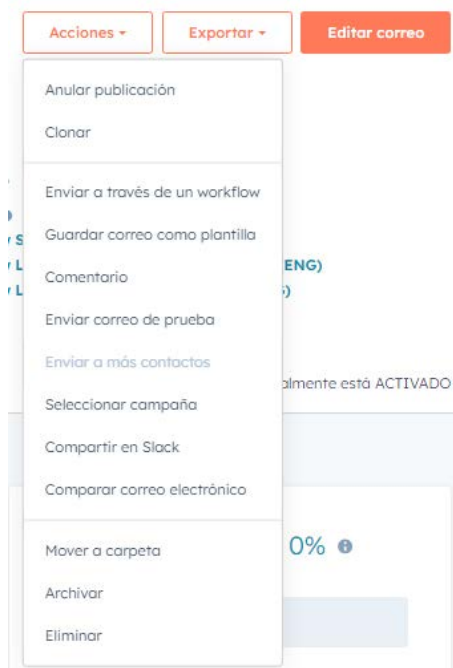 Acciones
Exportar
Editar correo
Anular publicación
Clonar
Enviar a través de un workflow
Guardar correo como plantilla
Comentario
ENG)
Enviar correo de prueba
Enviar a más contactos
almente está ACTIVADO
Seleccionar campaña
Compartir en Slack
Comparar correo electrónico
Mover a carpeta
0%
Archivar
Eliminar